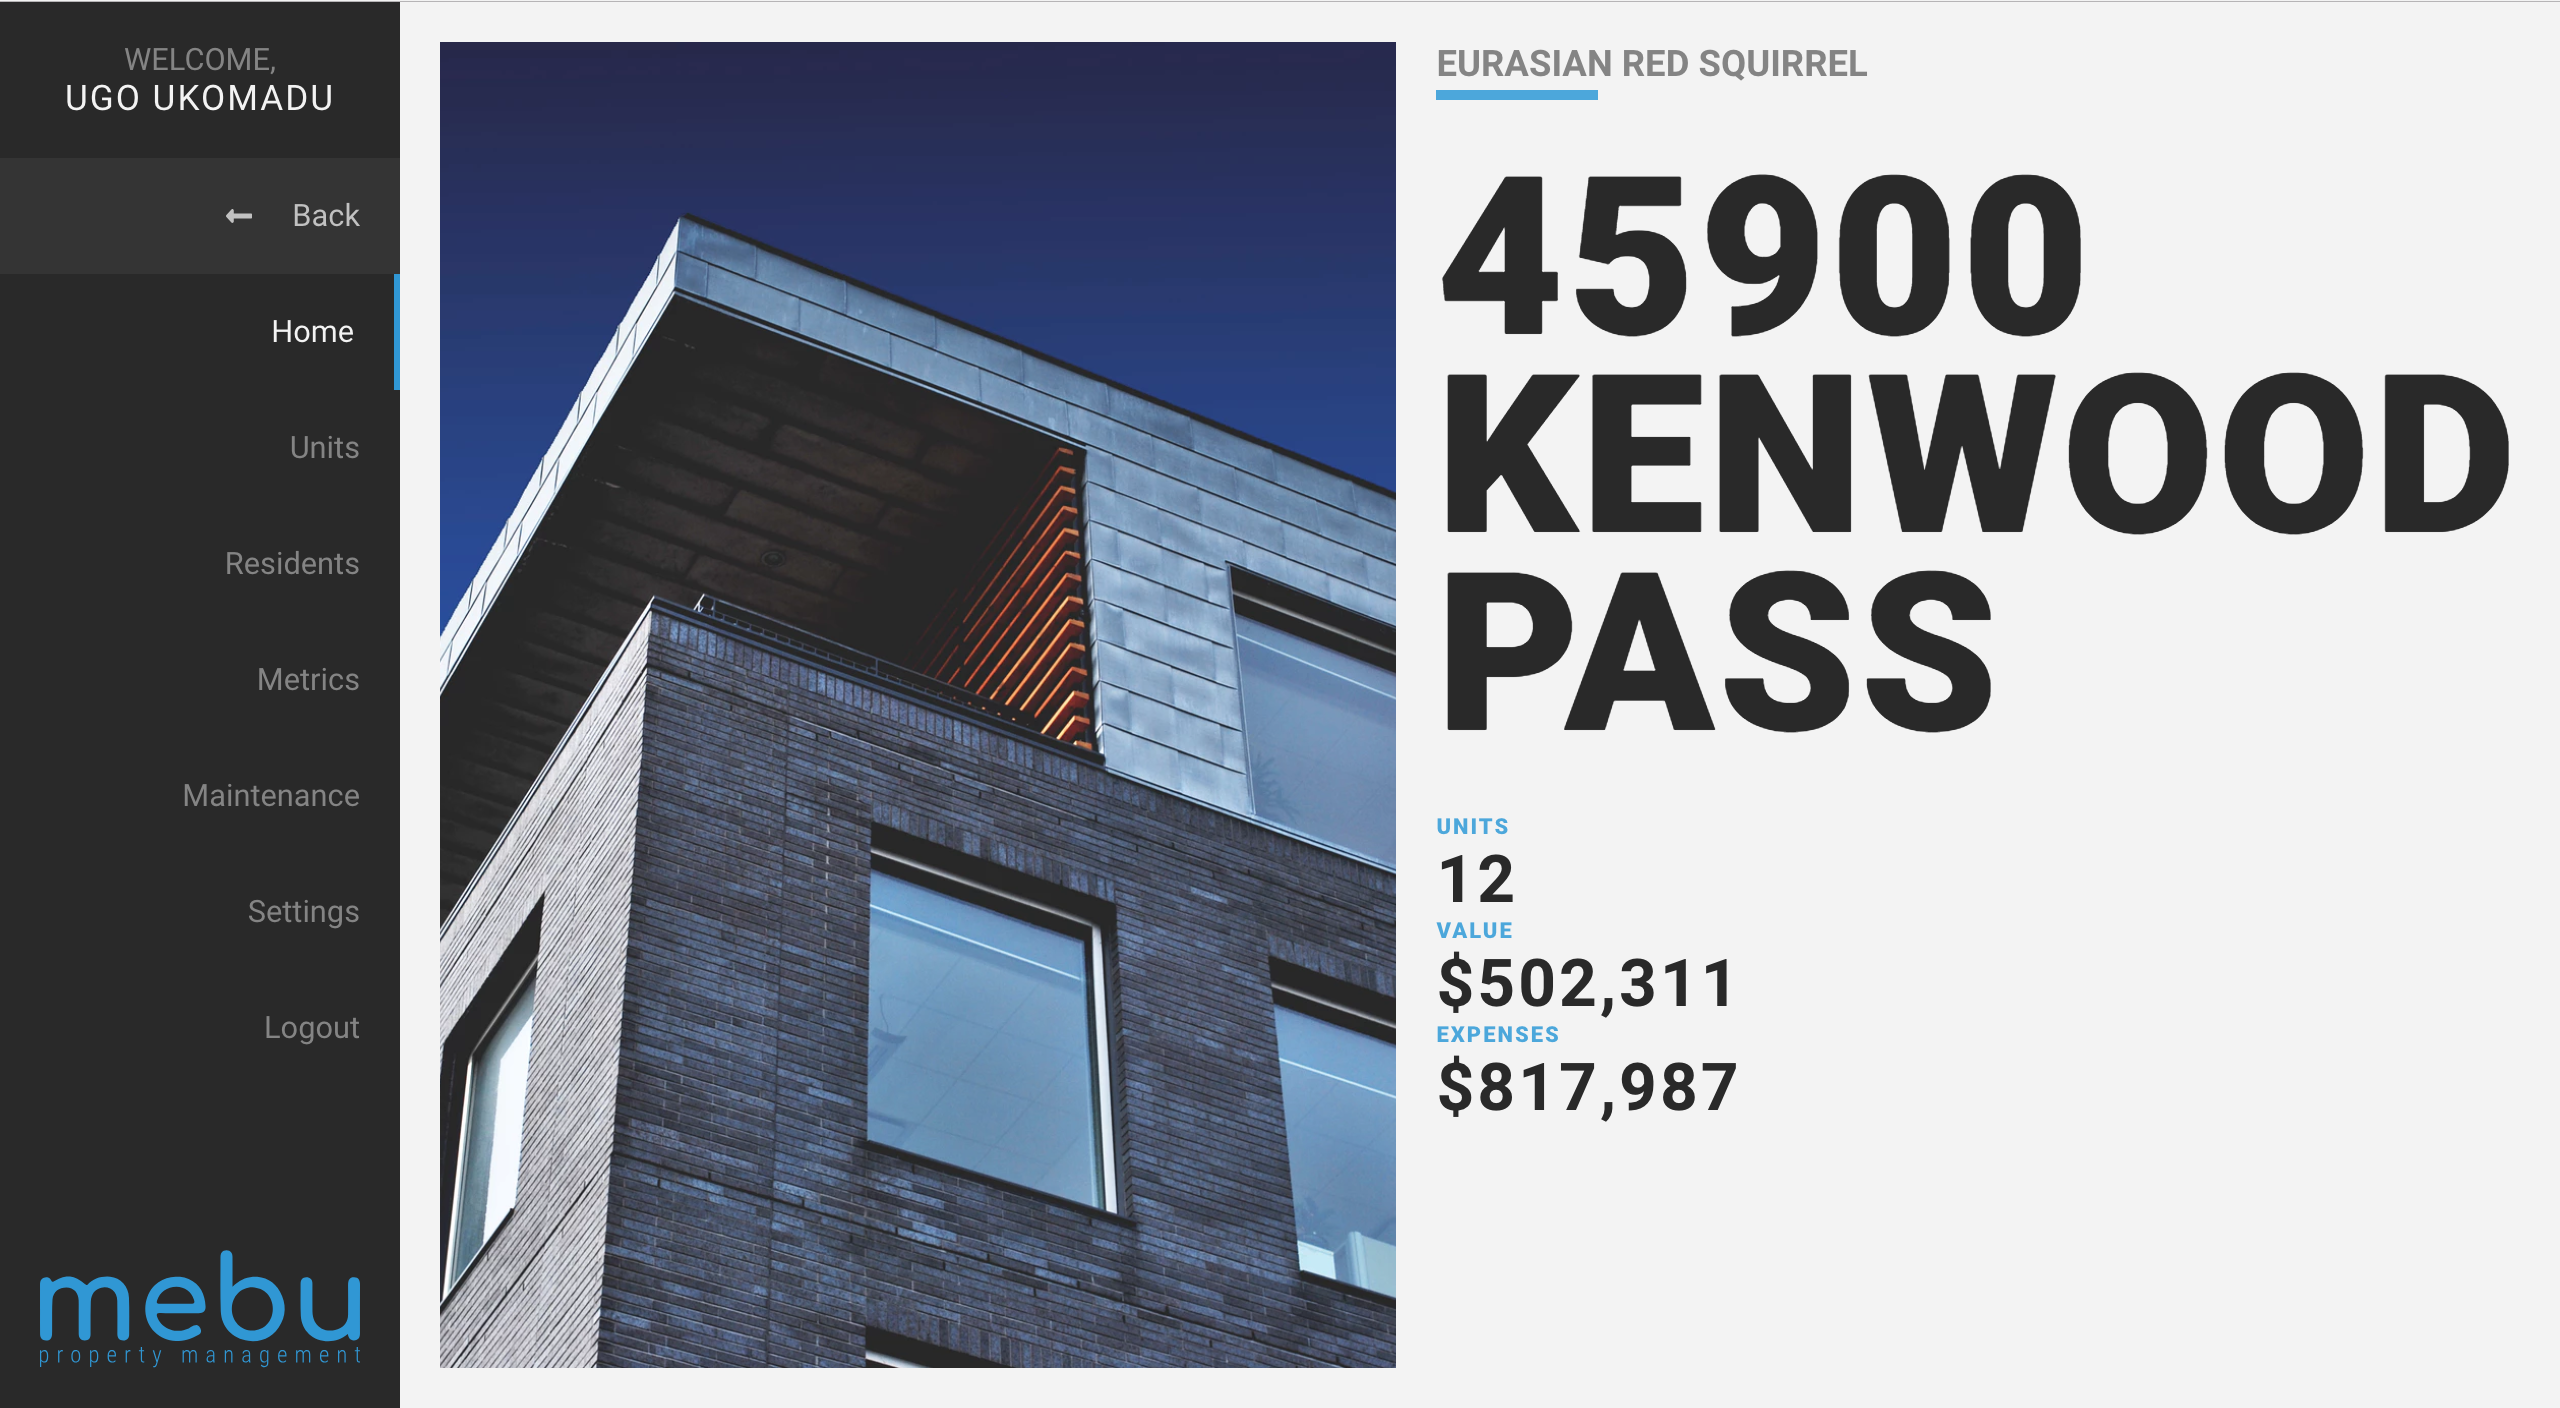 WELCOME,
UGO UKOMADU
Back
Home
Units
Residents
Metrics
Maintenance
Settings
Logout
mebu
property management
EURASIAN RED SQUIRREL
45900
KENWOOD
PASS
UNITS
12
VALUE
$502,311
EXPENSES
$817,987